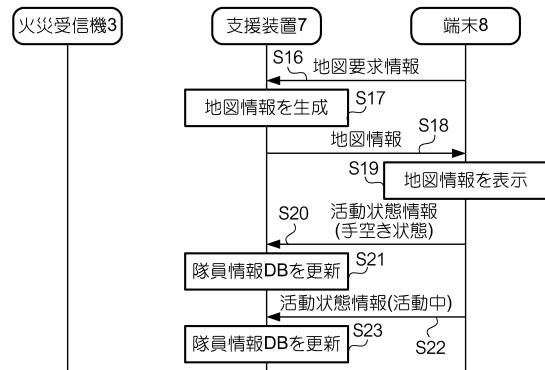 火災受信機3
支援装置7
端末8
S16
地図要求情報
地図情報を生成
S17
地図情報
S18
S19
地図情報を表示
活動状態情報
(手空き状態)
S20
隊員情報DBを更新
S21
活動状態情報(活動中)
S22
隊員情報DBを更新
S23